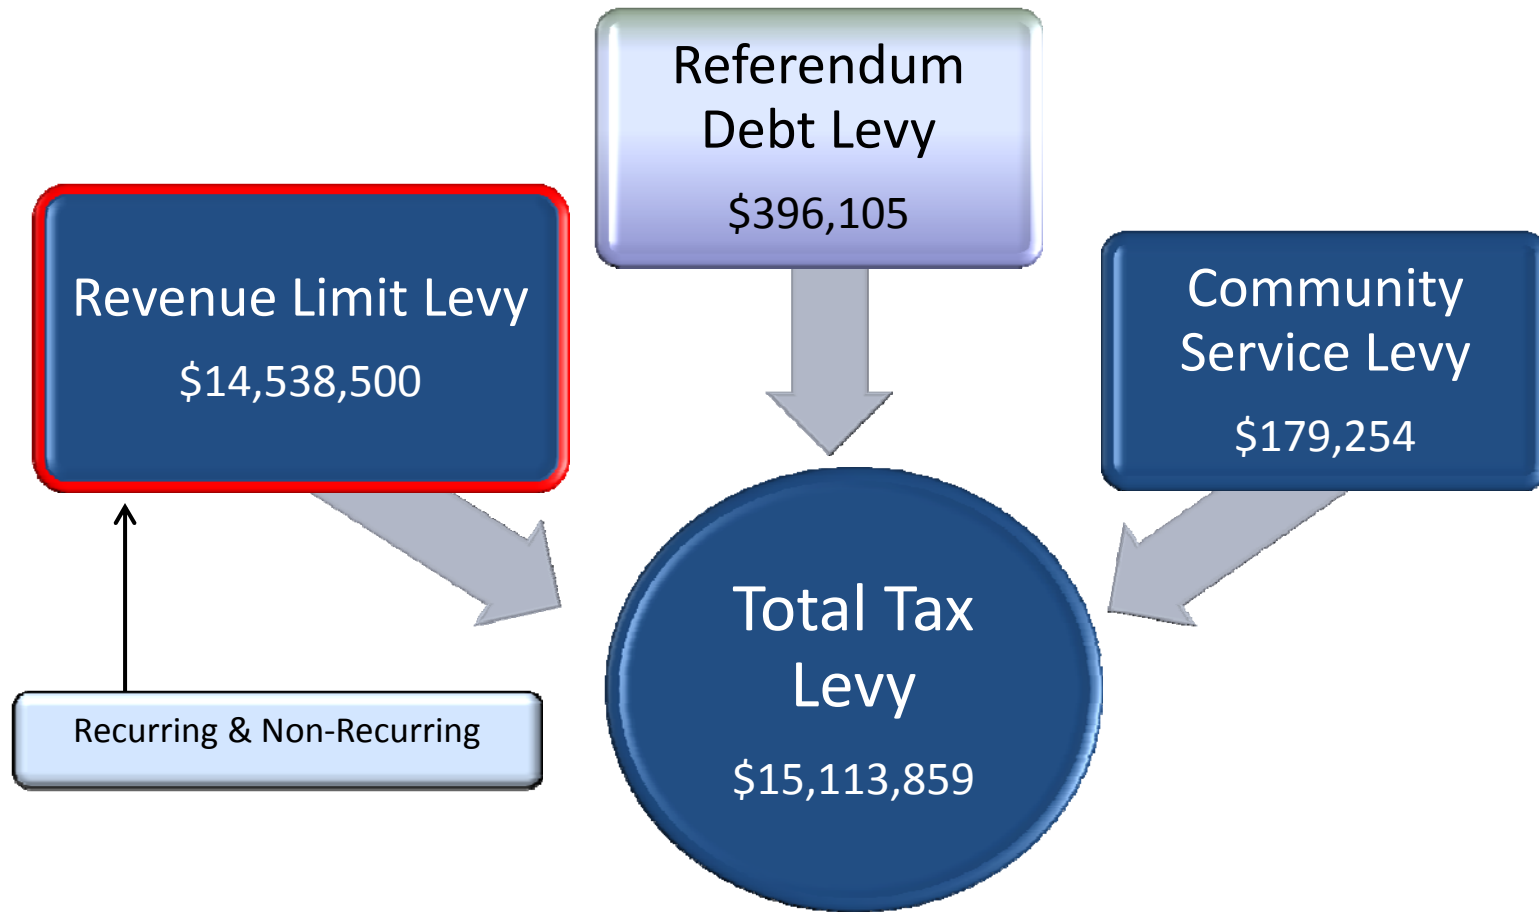 Referendum
Debt Levy
$396,105
Revenue Limit Levy
$14,538,500
Community
Service Levy
$179,254
Total Tax
Levy
$15,113,859
Recurring & Non-Recurring